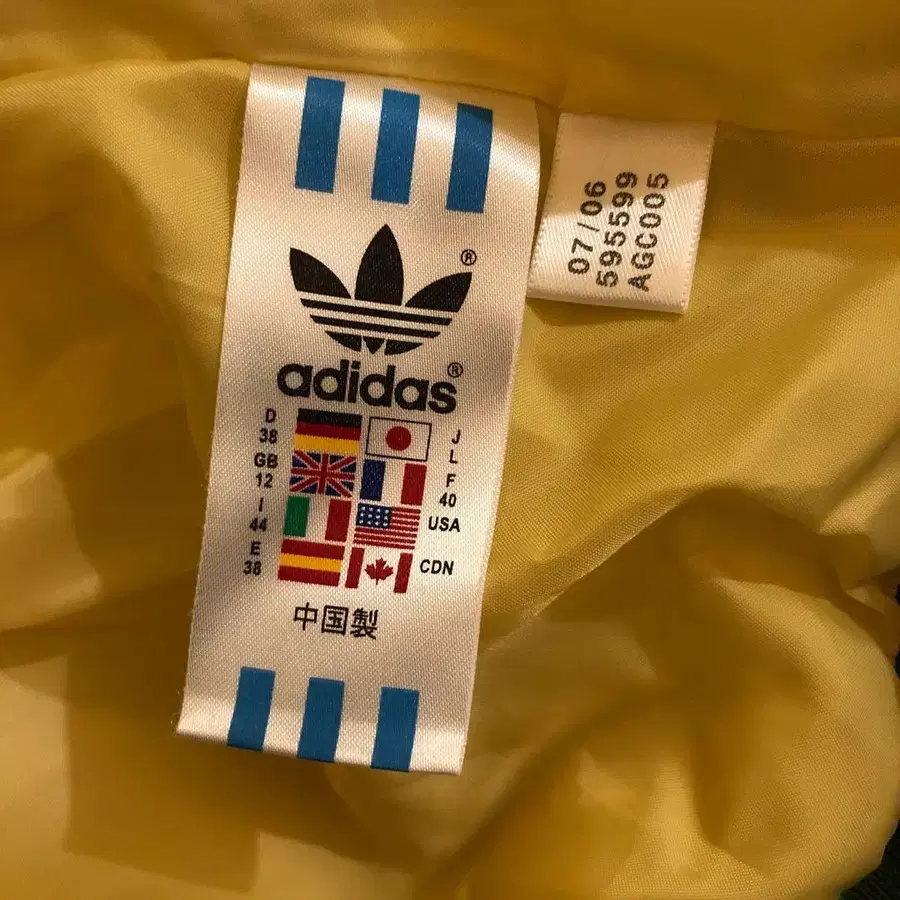 ®
adidas®
D
38
J
L
GB
12
F
40
I
44
USA
E
38
CDN
中国製
07/06
595599
AGC005